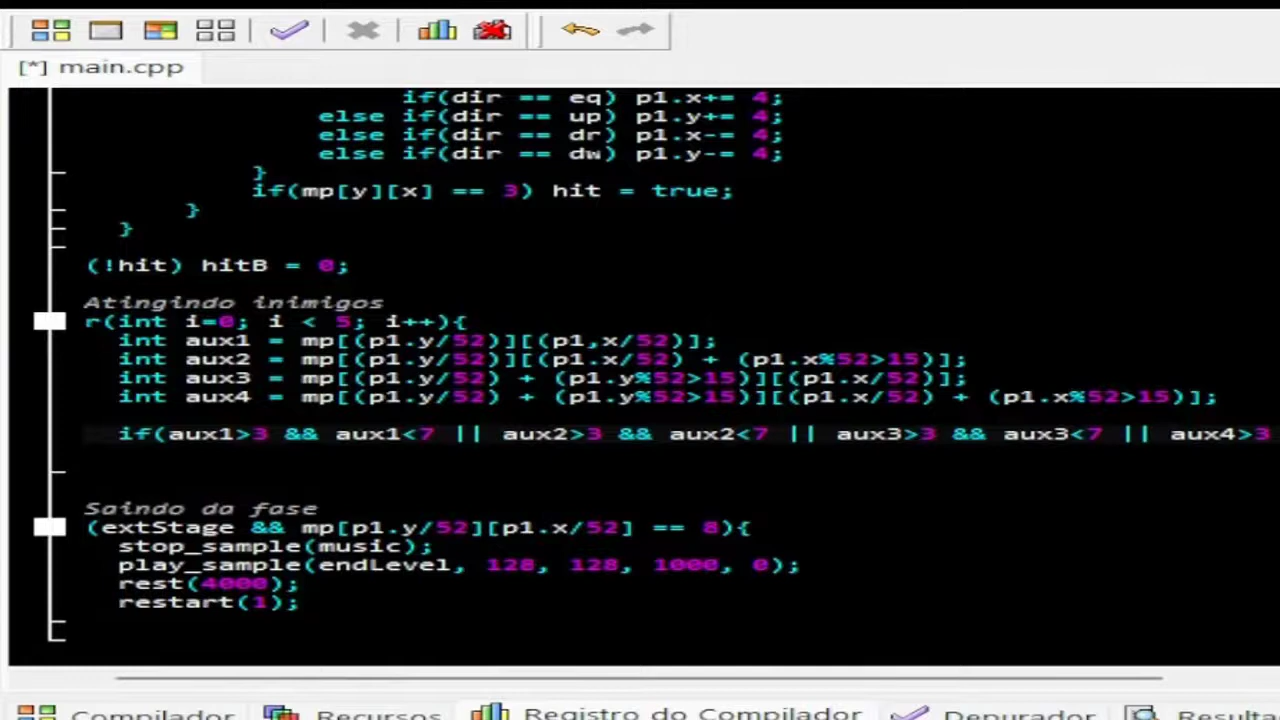 [*] main.cpp
if(dir == eq) p1.x+= 4;
else if(dir == up) p1.y+= 4;
else if(dir == dr) p1.x-= 4;
else if(dir == dw) p1.y-= 4;
}
if(mp[y][x] == 3) hit = true;
}
}
(!hit) hitB = 0;
Atingindo inimigos
r(int i=0; i < 5; i++){
int aux1 = mp[(p1.y/52)][(p1,x/52)];
int aux2 = mp[(p1.y/52)][(p1.x/52) + (p1.x%52>15)];
int aux3 = mp[(p1.y/52) + (p1.y%52>15)][(p1.x/52)];
int aux4 = mp[(p1.y/52) + (p1.y%52>15)][(p1.x/52) + (p1.x%52>15)];
if(aux1>3 && aux1<7 || aux2>3 && aux2<7 || aux3>3 && aux3<7 || aux4>3
Saindo da fase
(extStage && mp[p1.y/52][p1.x/52] == 8){
stop_sample(music);
play_sample(endLevel, 128, 128, 1000, 0);
rest(4000);
restart(1);
Compilador Recursos Registro do Compilador Depurador Resulta